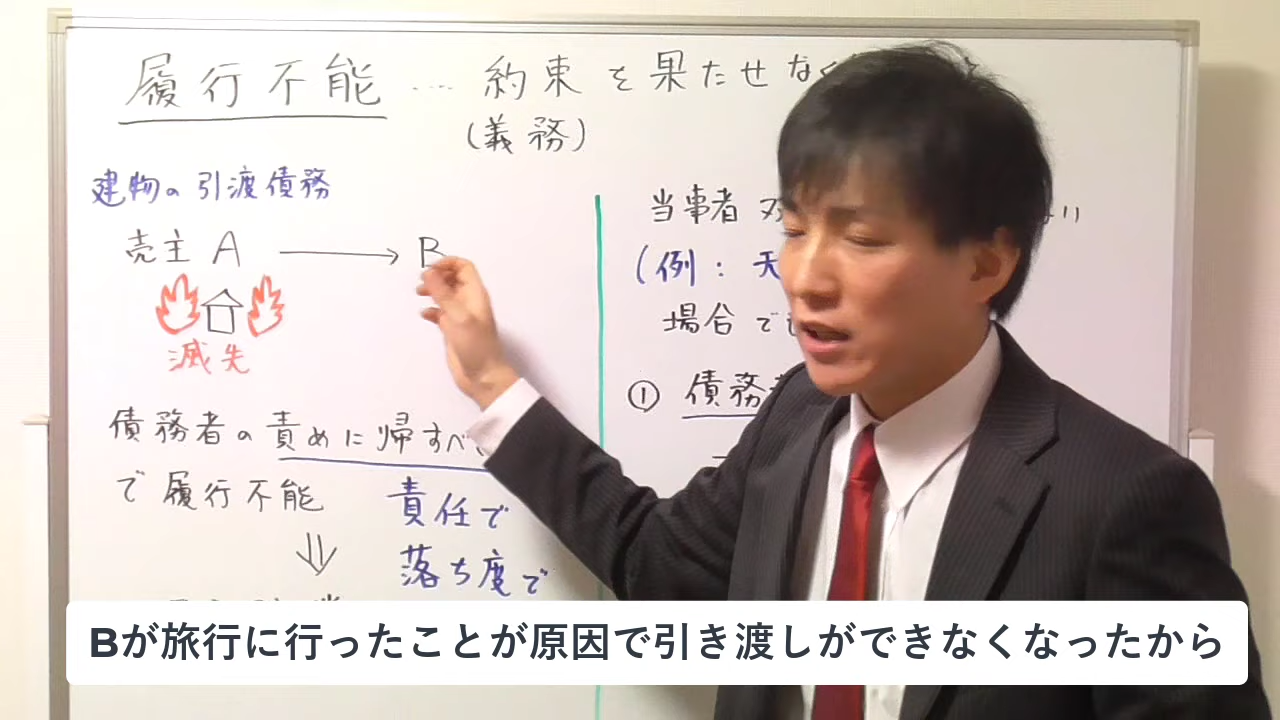 履行不能 ‥‥ 約束を果たせなく
(義務)
建物の引渡債務
売主 A → B
滅失
債務者の責めに帰すべ
で履行不能
⇓
責任で
落ち度で
当事者
(例: 天
場合で
① 債務
Bが旅行に行ったことが原因で引き渡しができなくなったから